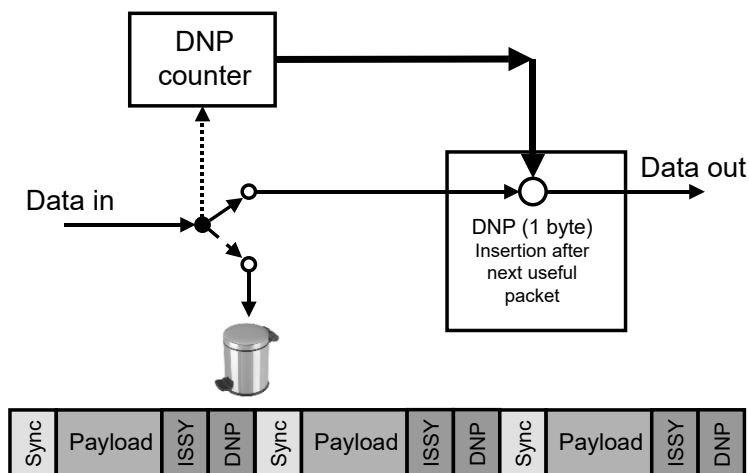 DNP
counter
Data in
Data out
DNP (1 byte)
Insertion after
next useful
packet
Sync Payload ISSY DNP Sync Payload ISSY DNP Sync Payload ISSY DNP